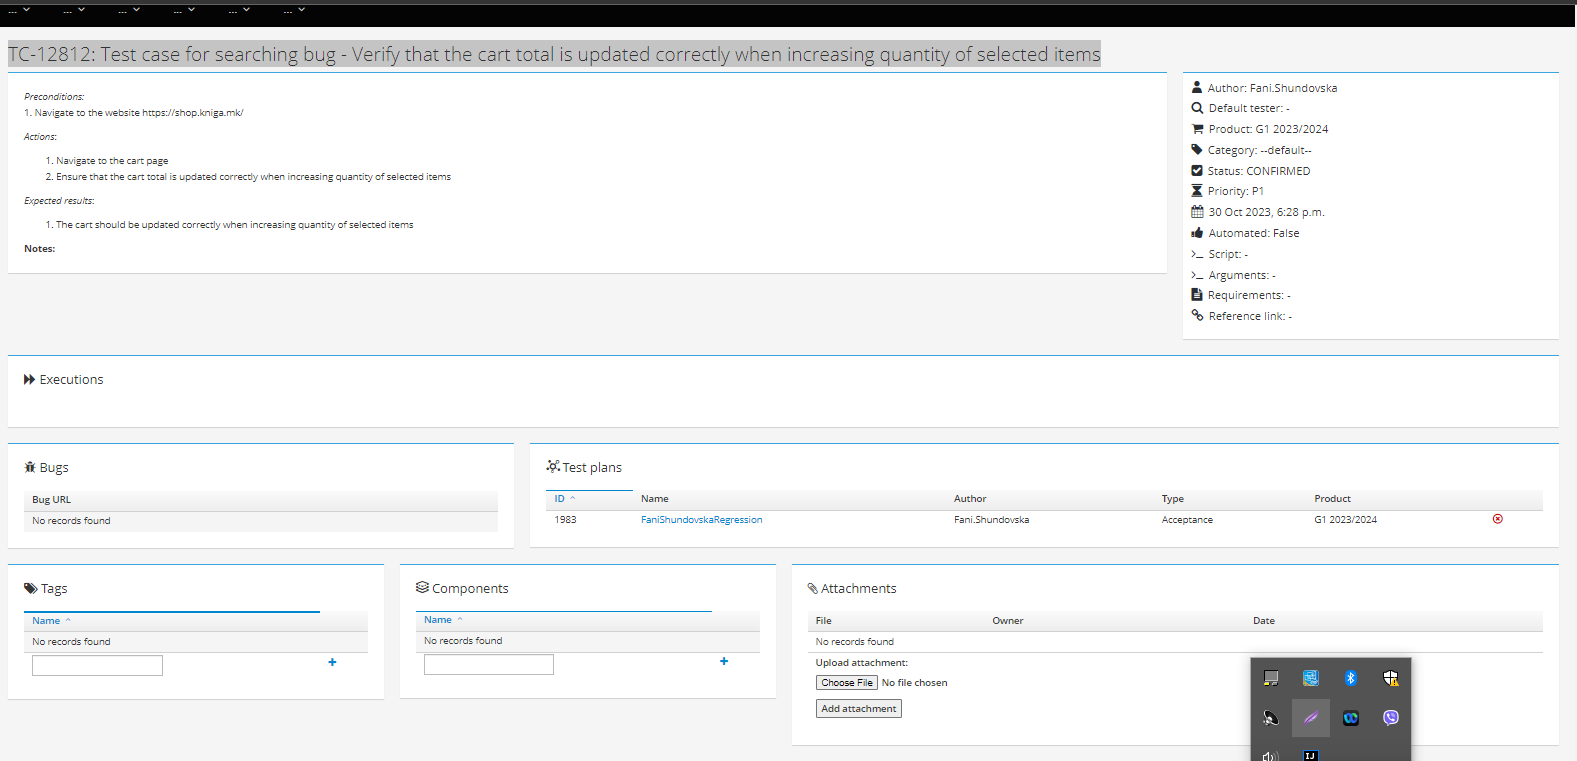 ... ... ... ... ... ...
TC-12812: Test case for searching bug - Verify that the cart total is updated correctly when increasing quantity of selected items
Preconditions:
1. Navigate to the website https://shop.kniga.mk/
Actions:
1. Navigate to the cart page
2. Ensure that the cart total is updated correctly when increasing quantity of selected items
Expected results:
1. The cart should be updated correctly when increasing quantity of selected items
Notes:
Author: Fani.Shundovska
Default tester: -
Product: G1 2023/2024
Category: --default--
Status: CONFIRMED
Priority: P1
30 Oct 2023, 6:28 p.m.
Automated: False
Script: -
Arguments: -
Requirements: -
Reference link: -
Executions
Bugs
Bug URL
No records found
Test plans
ID Name Author Type Product
1983 FaniShundovskaRegression Fani.Shundovska Acceptance G1 2023/2024
Tags
Name
No records found
Components
Name
No records found
Attachments
File Owner Date
No records found
Upload attachment:
Choose File No file chosen
Add attachment
IJ